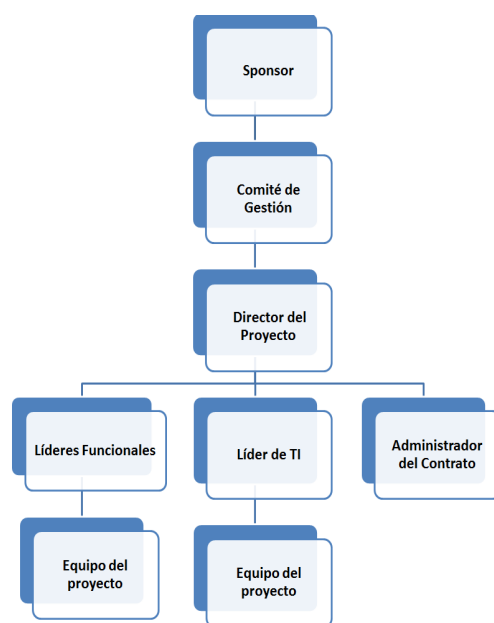 Sponsor
Comité de
Gestión
Director del
Proyecto
Líderes Funcionales
Líder de TI
Administrador
del Contrato
Equipo del
proyecto
Equipo del
proyecto